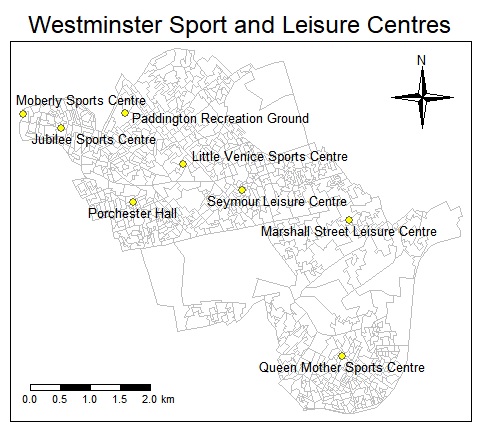 Westminster Sport and Leisure Centres
N
Moberly Sports Centre
Paddington Recreation Ground
Jubilee Sports Centre
Little Venice Sports Centre
Seymour Leisure Centre
Porchester Hall
Marshall Street Leisure Centre
Queen Mother Sports Centre
0.0 0.5 1.0 1.5 2.0 km